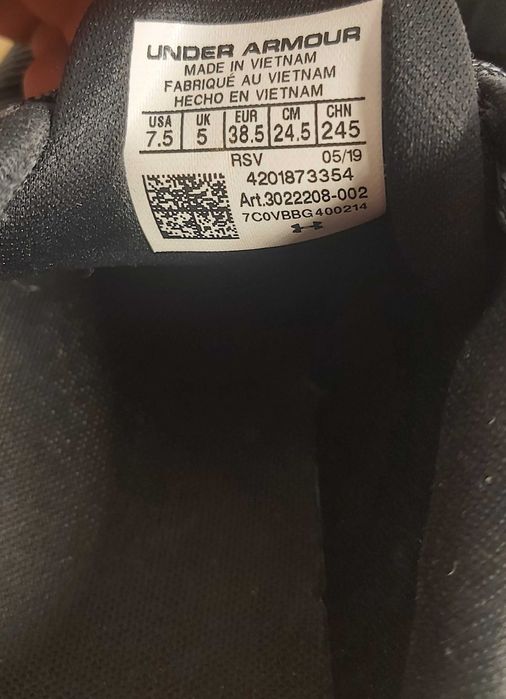 UNDER ARMOUR
MADE IN VIETNAM
FABRIQUÉ AU VIETNAM
HECHO EN VIETNAM
USA UK EUR CM CHN
7.5 5 38.5 24.5 245
RSV 05/19
4201873354
Art.3022208-002
7C0VBBG400214